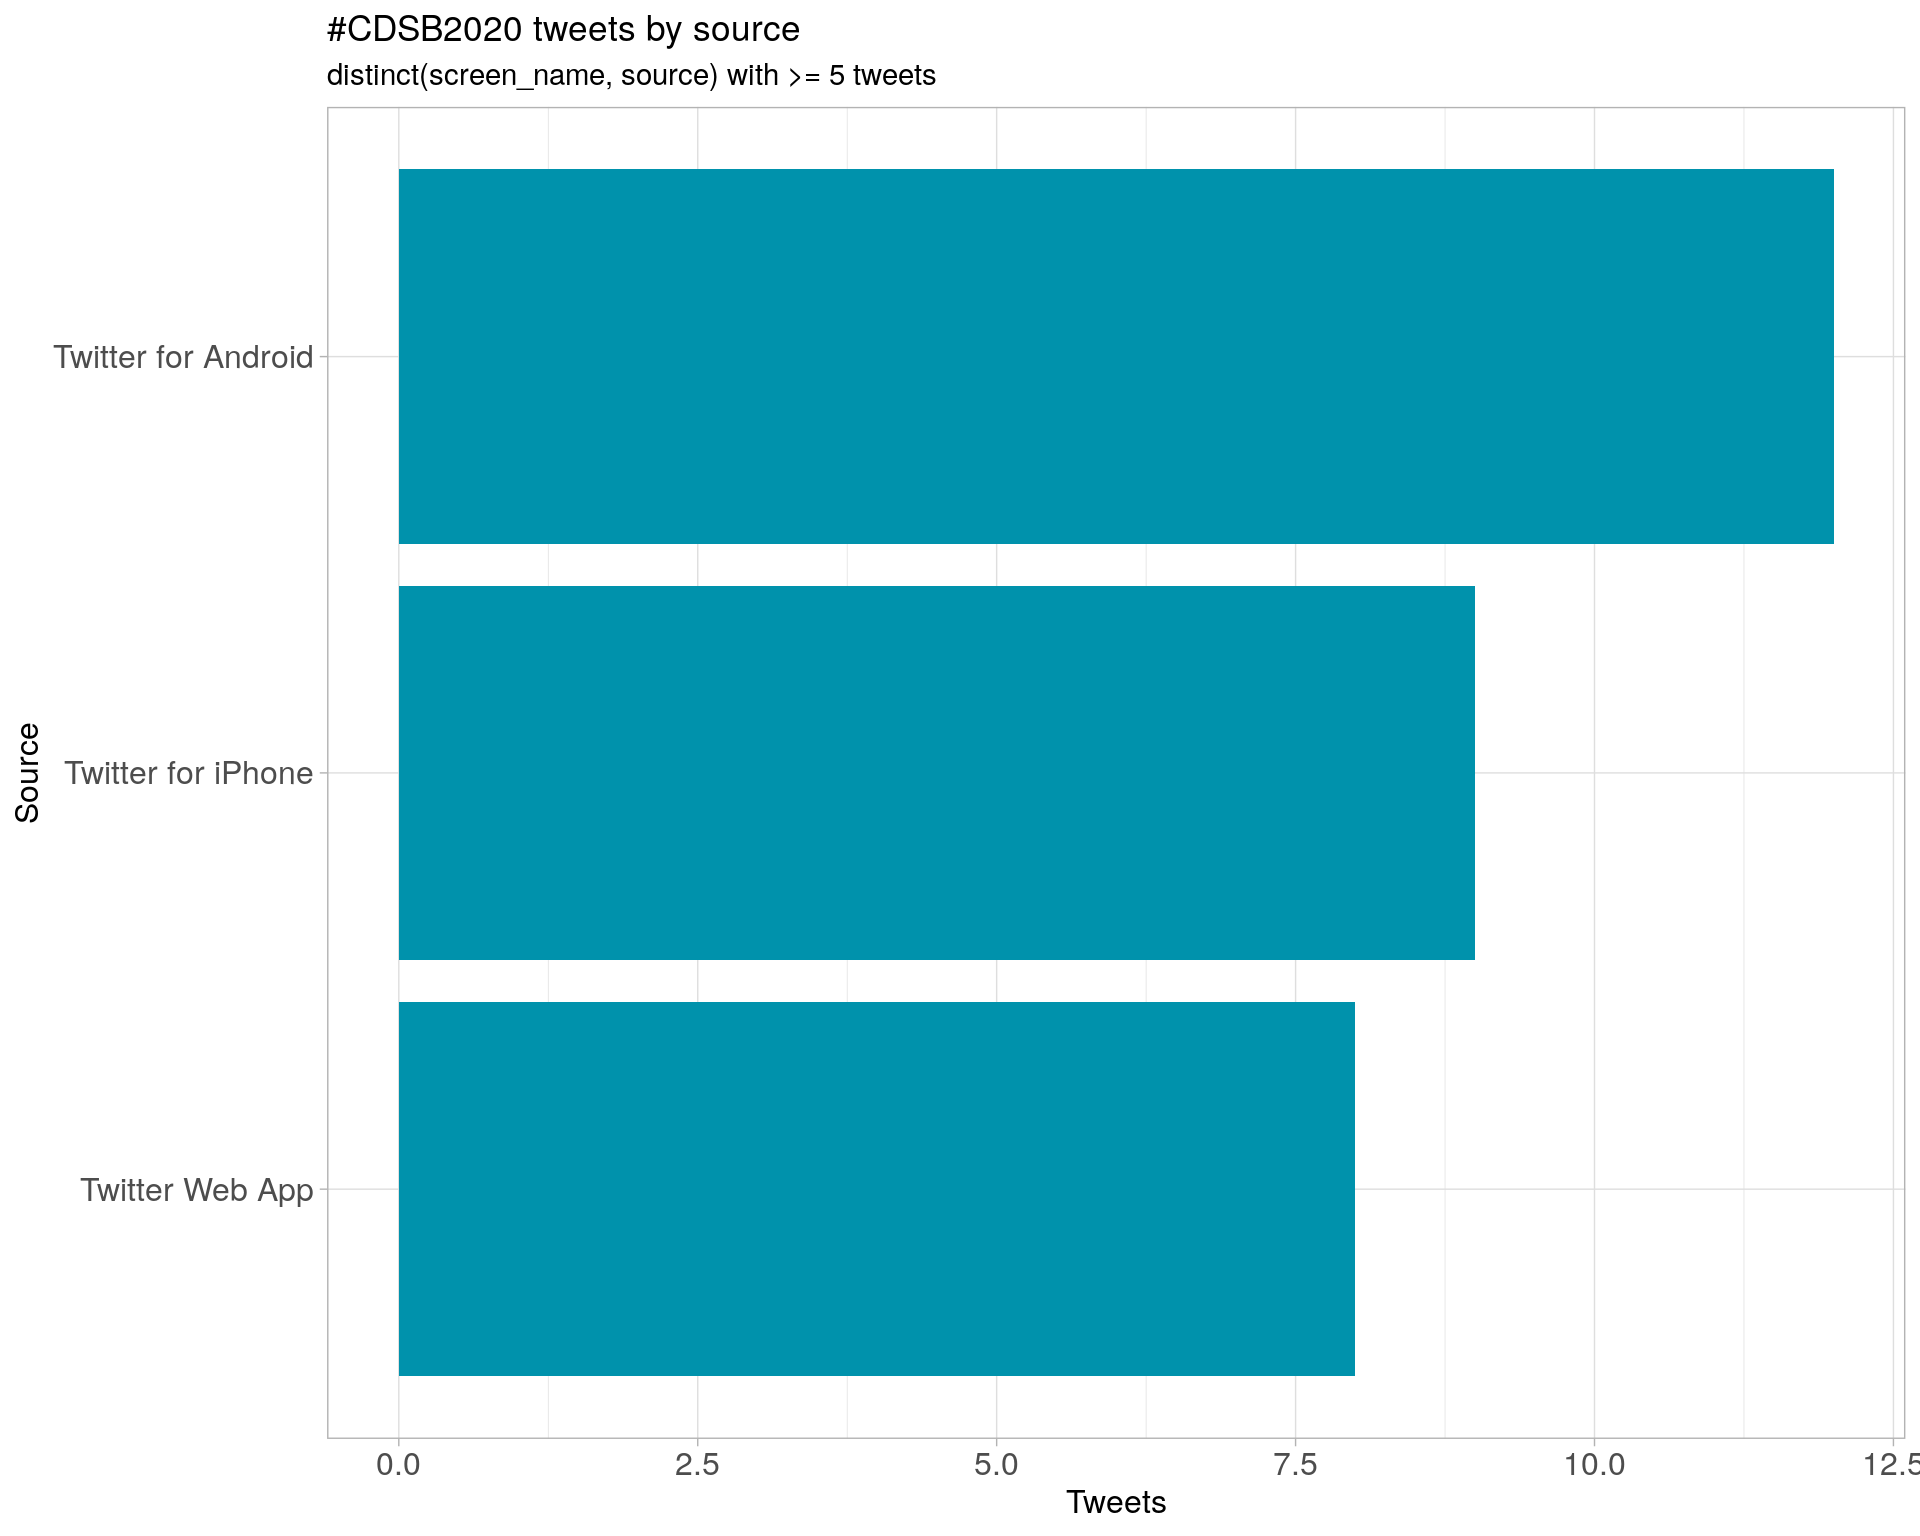 #CDSB2020 tweets by source
distinct(screen_name, source) with >= 5 tweets
Source
Twitter for Android
Twitter for iPhone
Twitter Web App
0.0 2.5 5.0 7.5 10.0 12.5
Tweets